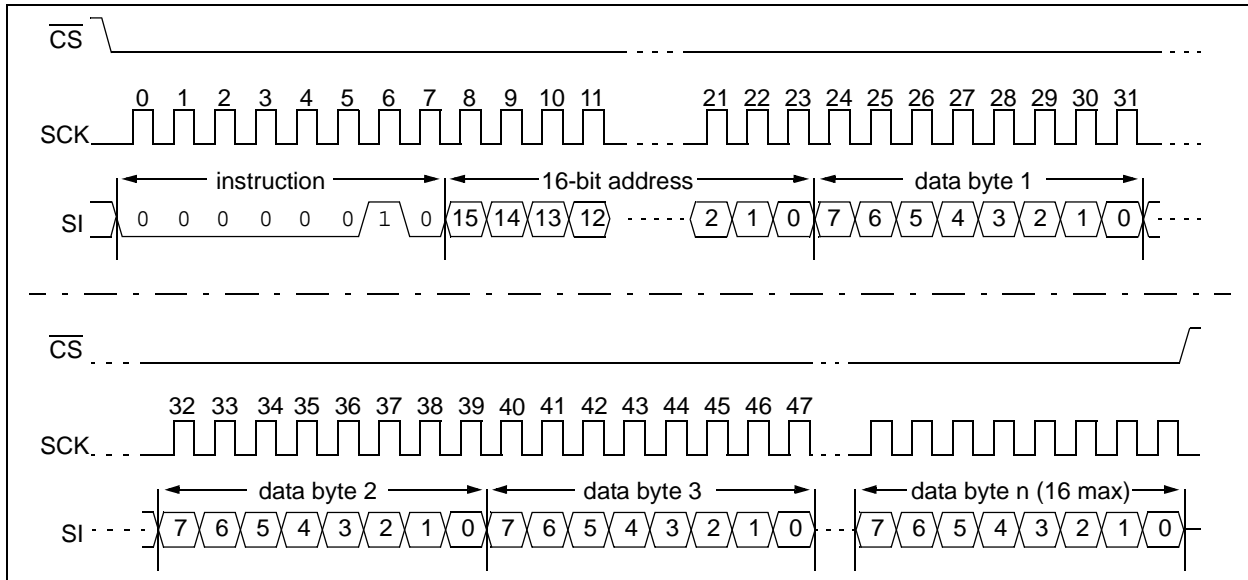 CS
0 1 2 3 4 5 6 7 8 9 10 11 21 22 23 24 25 26 27 28 29 30 31
SCK
instruction 16-bit address data byte 1
SI 0 0 0 0 0 0 1 0 15 14 13 12 2 1 0 7 6 5 4 3 2 1 0
CS
32 33 34 35 36 37 38 39 40 41 42 43 44 45 46 47
SCK
data byte 2 data byte 3 data byte n (16 max)
SI 7 6 5 4 3 2 1 0 7 6 5 4 3 2 1 0 7 6 5 4 3 2 1 0